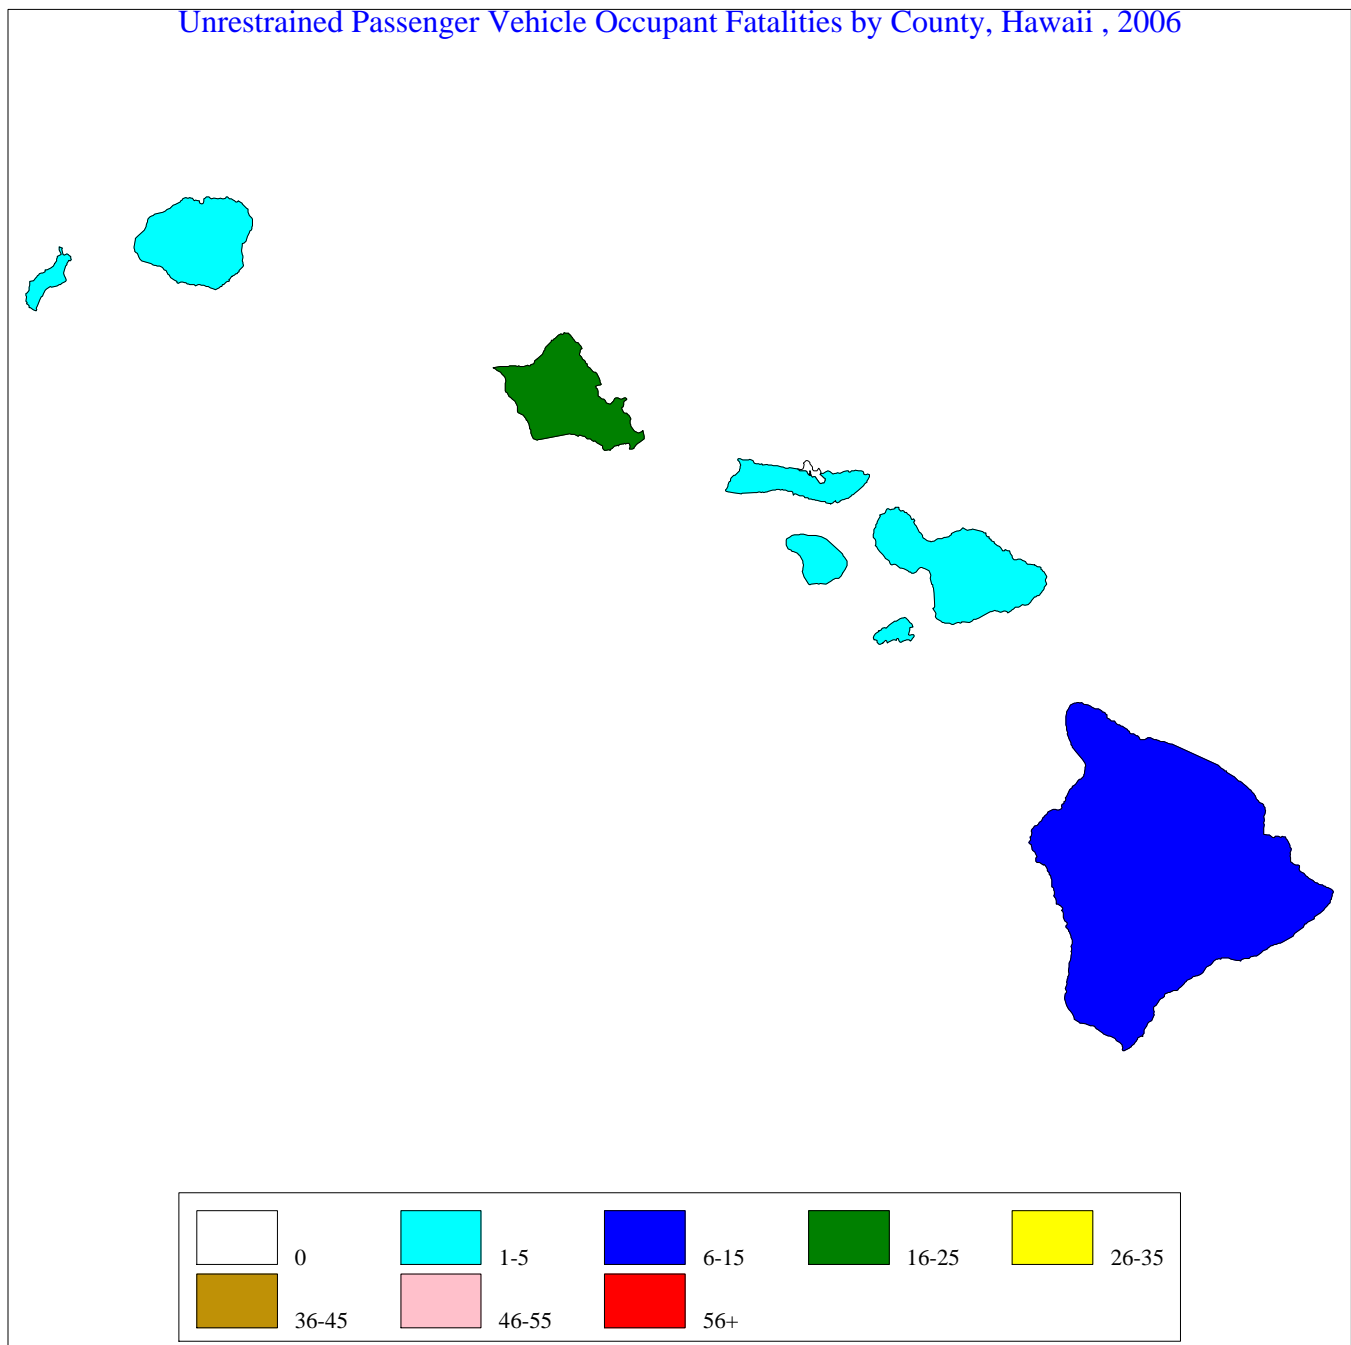 Unrestrained Passenger Vehicle Occupant Fatalities by County, Hawaii , 2006
0 1-5 6-15 16-25 26-35
36-45 46-55 56+